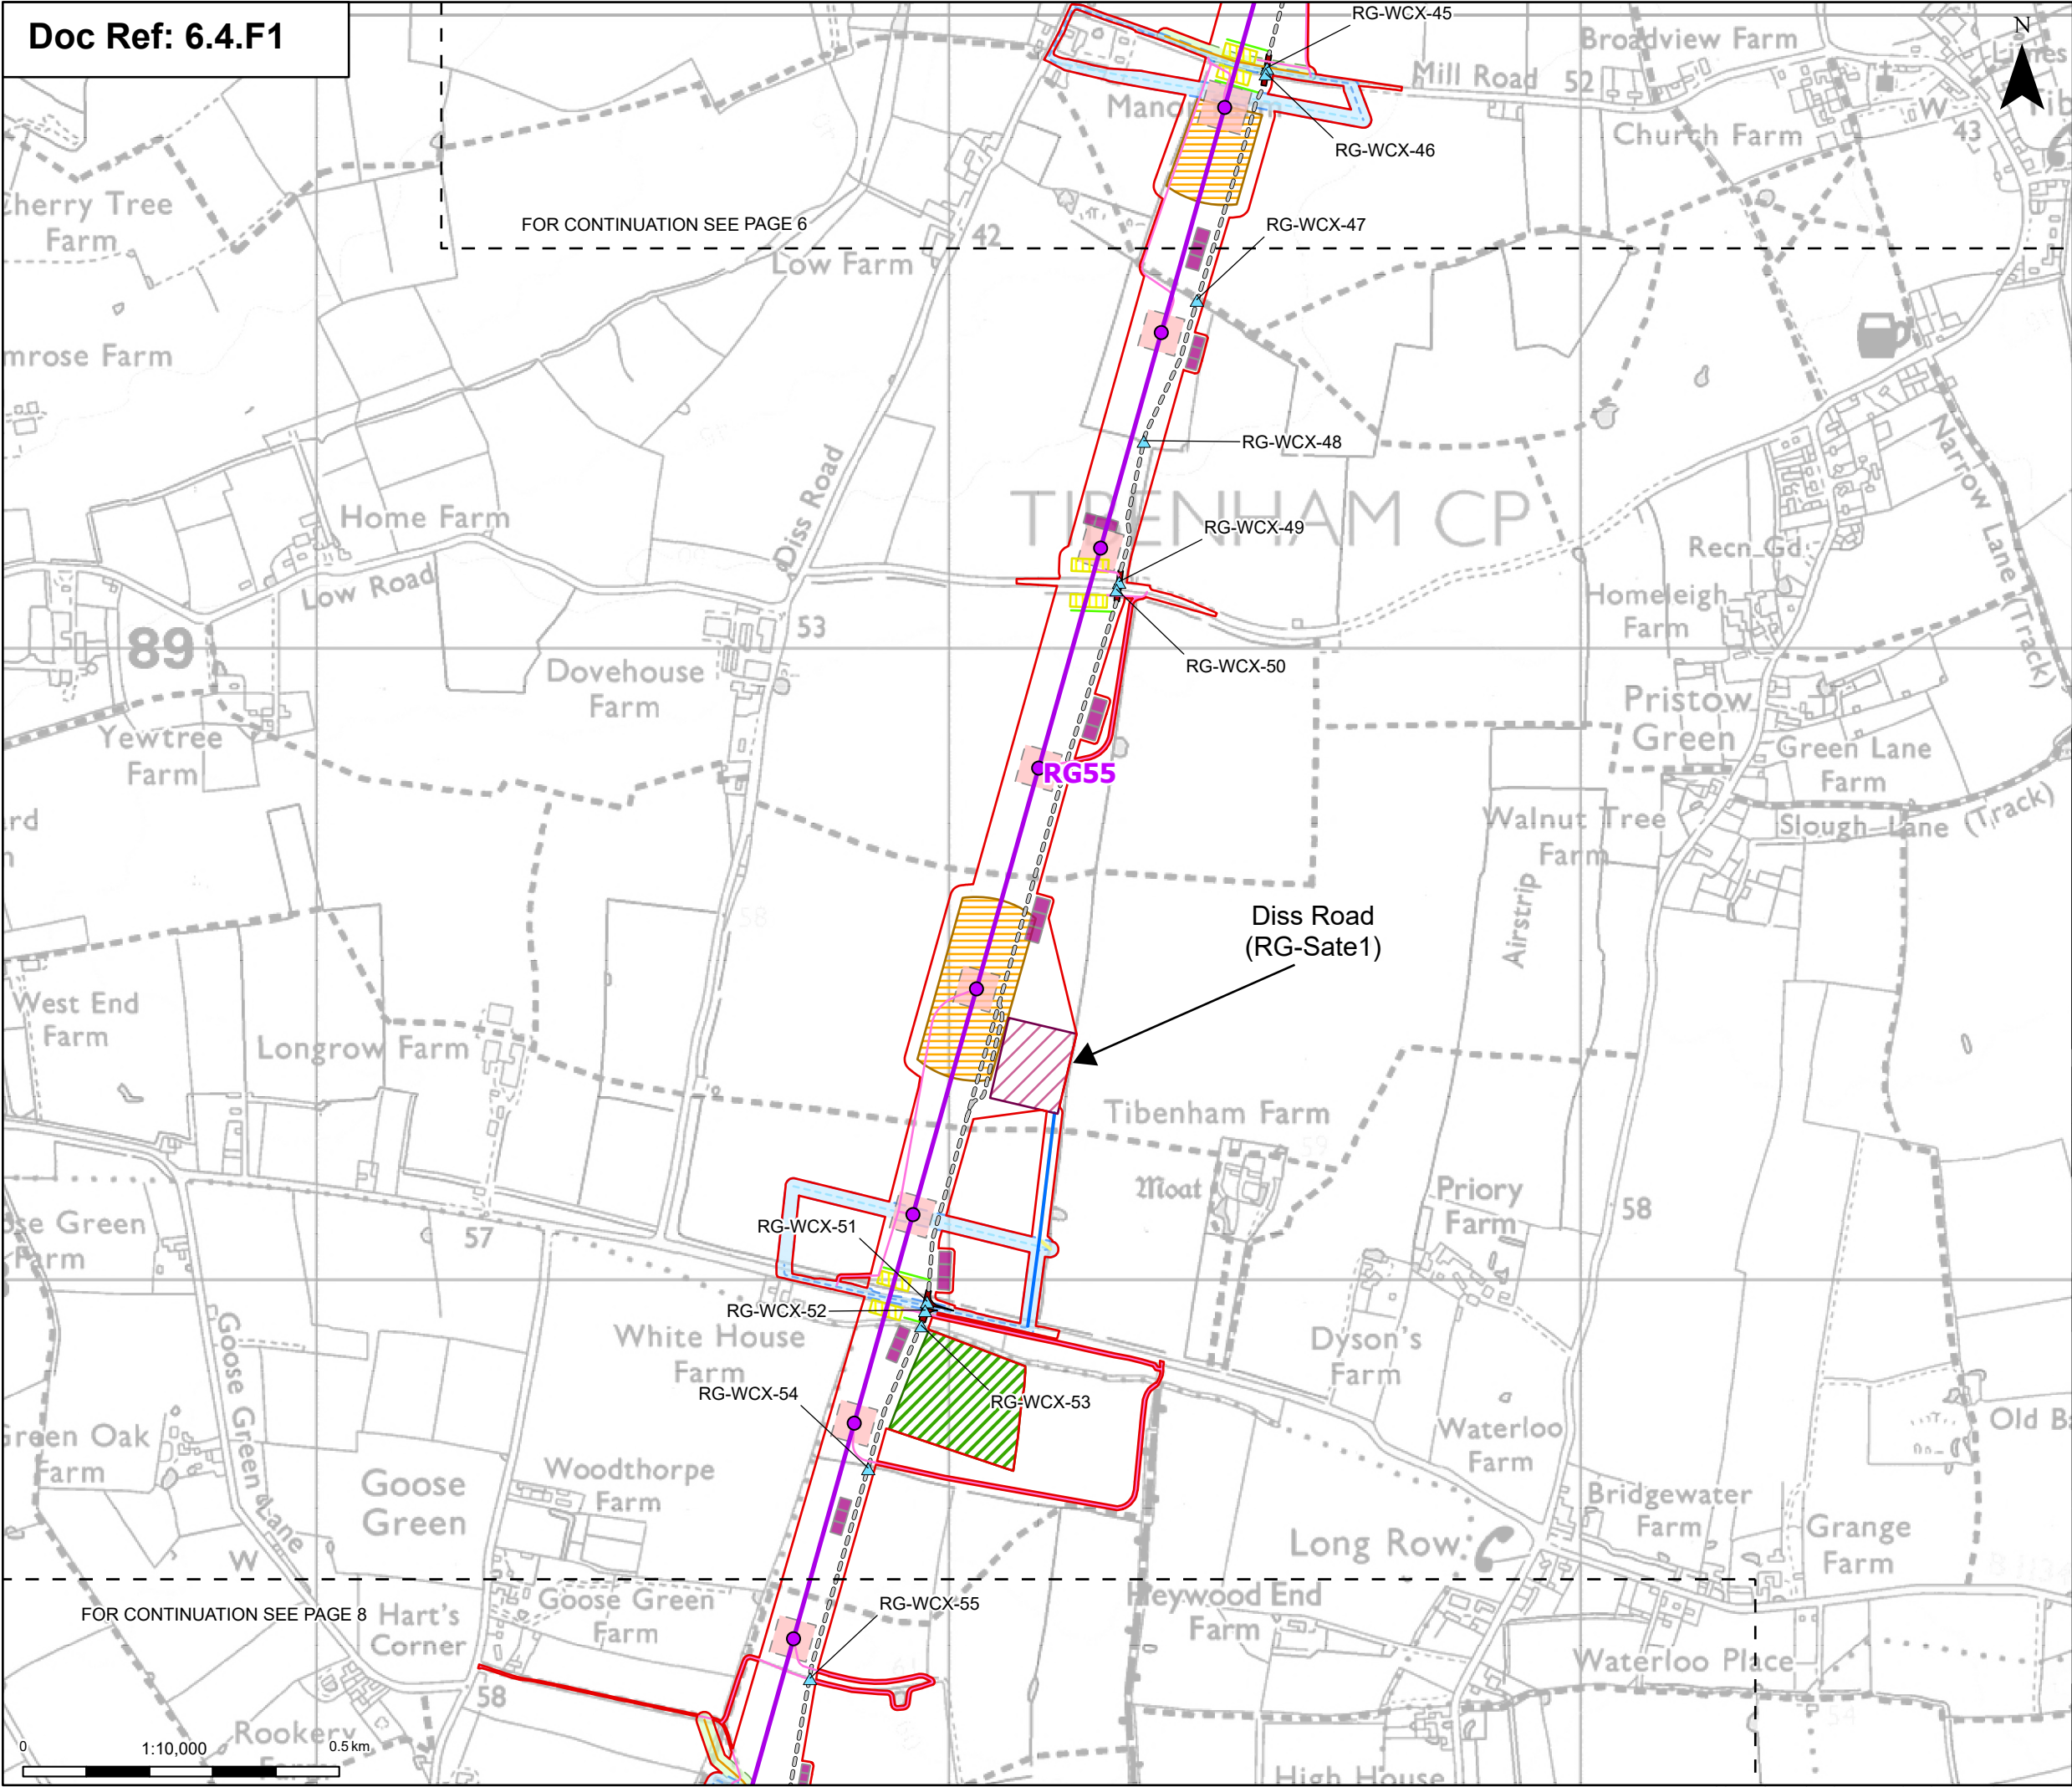 Doc Ref: 6.4.F1
RG-WCX-45
Broadview Farm
N
Mill Road
52
W
Church Farm
43
RG-WCX-46
Cherry Tree
Farm
FOR CONTINUATION SEE PAGE 6
42
RG-WCX-47
Low Farm
mrose Farm
RG-WCX-48
Narrow Lane (Track)
Home Farm
Diss Road
TIBENHAM CP
RG-WCX-49
Recn Gd
Low Road
Homeleigh
Farm
89
53
Dovehouse
Farm
RG-WCX-50
Pristow
Green
Yewtree
Farm
Green Lane
Farm
RG55
Walnut Tree
Farm
Slough Lane (Track)
ard
58
Airstrip
Diss Road
(RG-Sate1)
West End
Farm
Longrow Farm
Tibenham Farm
59
Moat
Priory
Farm
58
ose Green
Farm
57
RG-WCX-51
RG-WCX-52
White House
Farm
Dyson's
Farm
Goose Green Lane
RG-WCX-54
RG-WCX-53
Green Oak
Farm
Waterloo
Farm
Old B
Goose
Green
Woodthorpe
Farm
Bridgewater
Farm
Long Row
Grange
Farm
W
FOR CONTINUATION SEE PAGE 8
Hart's
Corner
Goose Green
Farm
RG-WCX-55
Heywood End
Farm
Waterloo Place
58
54
Rookery
Farm
0
1:10,000
0.5 km
High House